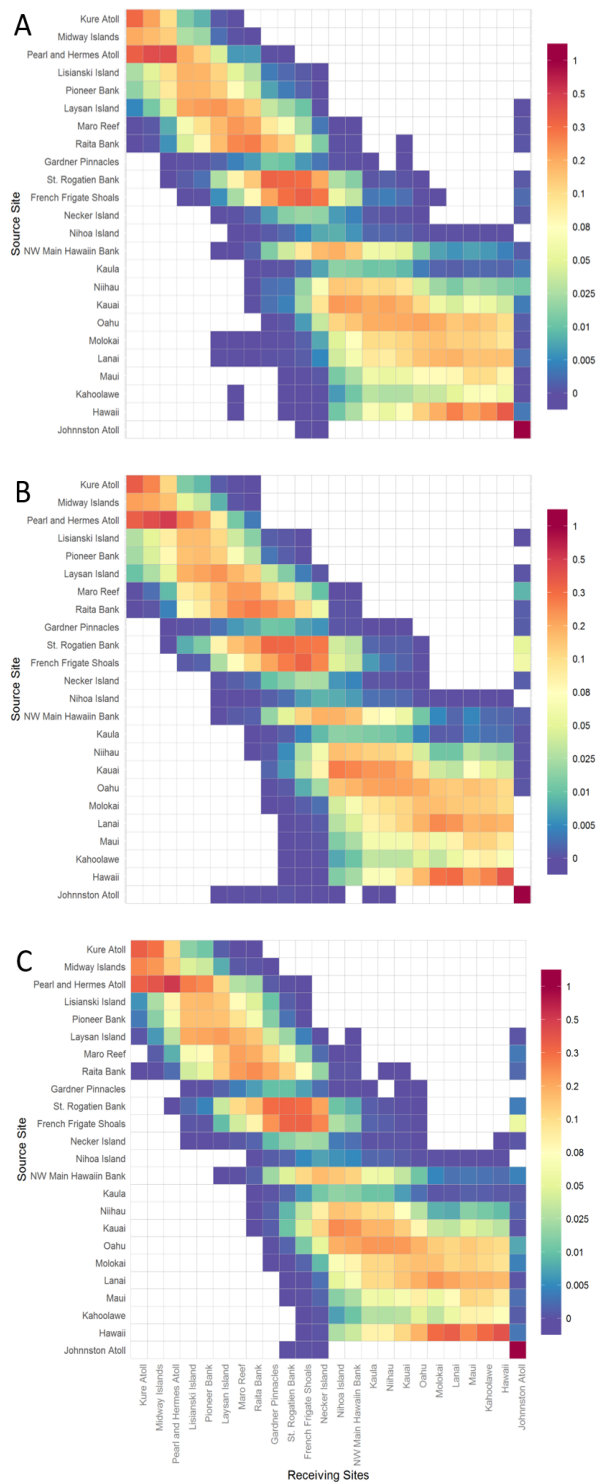 A
Kure Atoll
Midway Islands
Pearl and Hermes Atoll
Lisianski Island
Pioneer Bank
Laysan Island
Maro Reef
Raita Bank
Gardner Pinnacles
St. Rogatien Bank
French Frigate Shoals
Necker Island
Nihoa Island
NW Main Hawaiin Bank
Kaula
Niihau
Kauai
Oahu
Molokai
Lanai
Maui
Kahoolawe
Hawaii
Johnnston Atoll
Source Site
1
0.5
0.3
0.2
0.1
0.08
0.05
0.025
0.01
0.005
0
B
Kure Atoll
Midway Islands
Pearl and Hermes Atoll
Lisianski Island
Pioneer Bank
Laysan Island
Maro Reef
Raita Bank
Gardner Pinnacles
St. Rogatien Bank
French Frigate Shoals
Necker Island
Nihoa Island
NW Main Hawaiin Bank
Kaula
Niihau
Kauai
Oahu
Molokai
Lanai
Maui
Kahoolawe
Hawaii
Johnnston Atoll
Source Site
1
0.5
0.3
0.2
0.1
0.08
0.05
0.025
0.01
0.005
0
C
Kure Atoll
Midway Islands
Pearl and Hermes Atoll
Lisianski Island
Pioneer Bank
Laysan Island
Maro Reef
Raita Bank
Gardner Pinnacles
St. Rogatien Bank
French Frigate Shoals
Necker Island
Nihoa Island
NW Main Hawaiin Bank
Kaula
Niihau
Kauai
Oahu
Molokai
Lanai
Maui
Kahoolawe
Hawaii
Johnnston Atoll
Source Site
1
0.5
0.3
0.2
0.1
0.08
0.05
0.025
0.01
0.005
0
Kure Atoll
Midway Islands
Pearl and Hermes Atoll
Lisianski Island
Pioneer Bank
Laysan Island
Maro Reef
Raita Bank
Gardner Pinnacles
St. Rogatien Bank
French Frigate Shoals
Necker Island
Nihoa Island
NW Main Hawaiin Bank
Kaula
Niihau
Kauai
Oahu
Molokai
Lanai
Maui
Kahoolawe
Hawaii
Johnnston Atoll
Receiving Sites